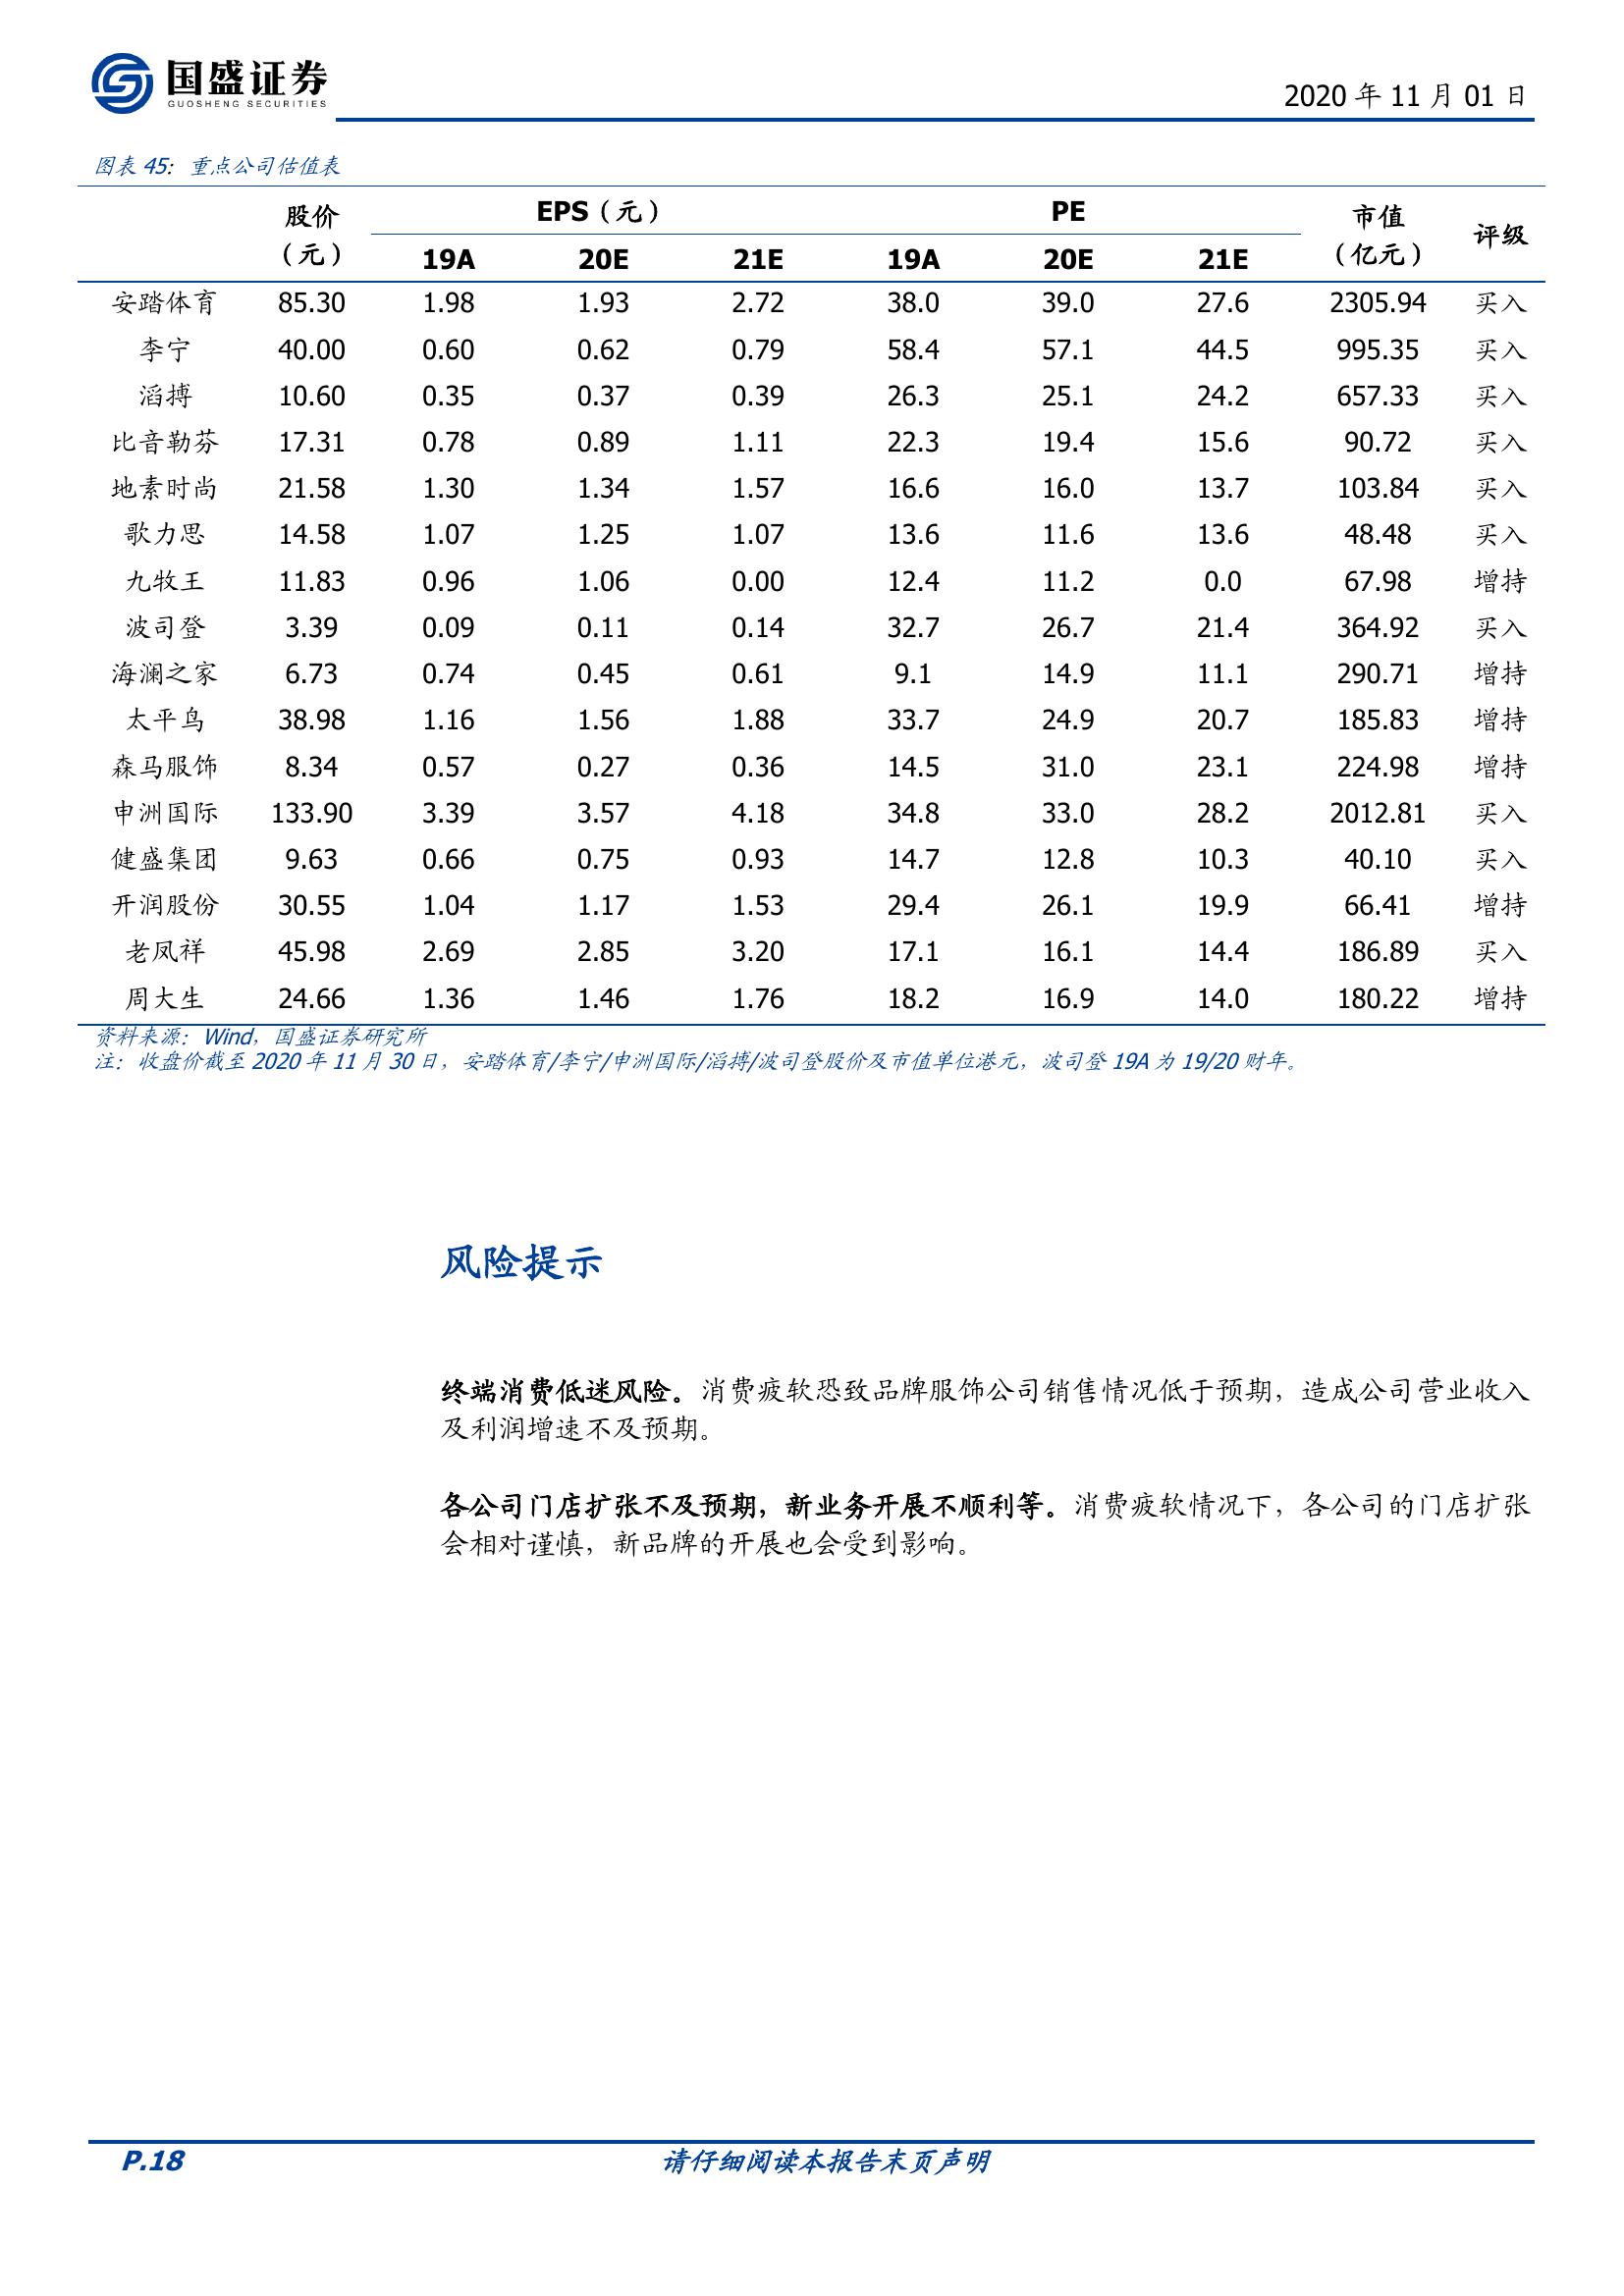 国盛证券
GUOSHENG SECURITIES
2020 年 11 月 01 日
图表 45：重点公司估值表
股价（元） EPS（元） PE 市值（亿元） 评级
19A 20E 21E 19A 20E 21E
安踏体育 85.30 1.98 1.93 2.72 38.0 39.0 27.6 2305.94 买入
李宁 40.00 0.60 0.62 0.79 58.4 57.1 44.5 995.35 买入
滔搏 10.60 0.35 0.37 0.39 26.3 25.1 24.2 657.33 买入
比音勒芬 17.31 0.78 0.89 1.11 22.3 19.4 15.6 90.72 买入
地素时尚 21.58 1.30 1.34 1.57 16.6 16.0 13.7 103.84 买入
歌力思 14.58 1.07 1.25 1.07 13.6 11.6 13.6 48.48 买入
九牧王 11.83 0.96 1.06 0.00 12.4 11.2 0.0 67.98 增持
波司登 3.39 0.09 0.11 0.14 32.7 26.7 21.4 364.92 买入
海澜之家 6.73 0.74 0.45 0.61 9.1 14.9 11.1 290.71 增持
太平鸟 38.98 1.16 1.56 1.88 33.7 24.9 20.7 185.83 增持
森马服饰 8.34 0.57 0.27 0.36 14.5 31.0 23.1 224.98 增持
申洲国际 133.90 3.39 3.57 4.18 34.8 33.0 28.2 2012.81 买入
健盛集团 9.63 0.66 0.75 0.93 14.7 12.8 10.3 40.10 买入
开润股份 30.55 1.04 1.17 1.53 29.4 26.1 19.9 66.41 增持
老凤祥 45.98 2.69 2.85 3.20 17.1 16.1 14.4 186.89 买入
周大生 24.66 1.36 1.46 1.76 18.2 16.9 14.0 180.22 增持
资料来源：Wind，国盛证券研究所
注：收盘价截至 2020 年 11 月 30 日，安踏体育/李宁/申洲国际/滔搏/波司登股价及市值单位港元，波司登 19A 为 19/20 财年。
风险提示
终端消费低迷风险。消费疲软恐致品牌服饰公司销售情况低于预期，造成公司营业收入
及利润增速不及预期。
各公司门店扩张不及预期，新业务开展不顺利等。消费疲软情况下，各公司的门店扩张
会相对谨慎，新品牌的开展也会受到影响。
P.18 请仔细阅读本报告末页声明